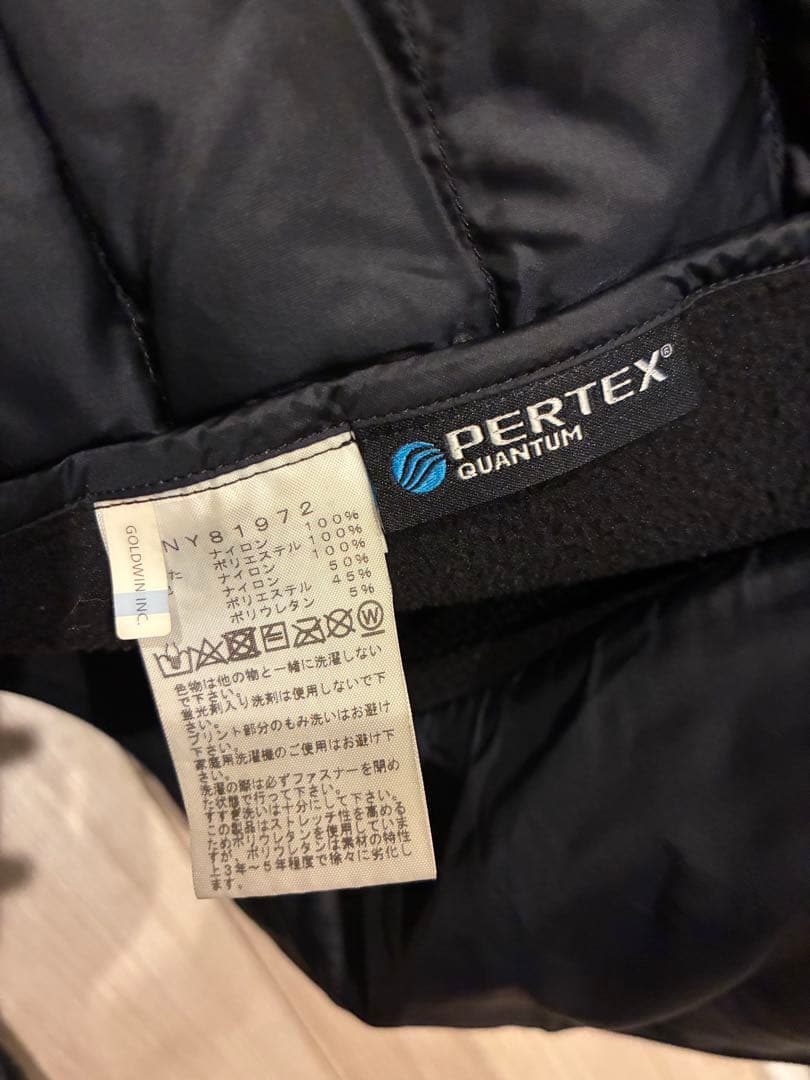 PERTEX®
QUANTUM
GOLDWIN INC.
NY81972
ナイロン 100%
ポリエステル 100%
ナイロン 100%
ナイロン 50%
ポリエステル 45%
ポリウレタン 5%
た
W
色物は他の物と一緒に洗濯しない
で下さい。
蛍光剤入り洗剤は使用しないで下
さい。
プリント部分のもみ洗いはお避け
下さい。
家庭用洗濯機のご使用はお避け下
さい。
洗濯の際は必ずファスナーを閉め
た状態で行って下さい。
すすぎ洗いは十分にして下さい。
この製品はストレッチ性を高める
ためポリウレタンを使用していま
すが、ポリウレタンは素材の特性
上3年～5年程度で徐々に劣化し
ます。